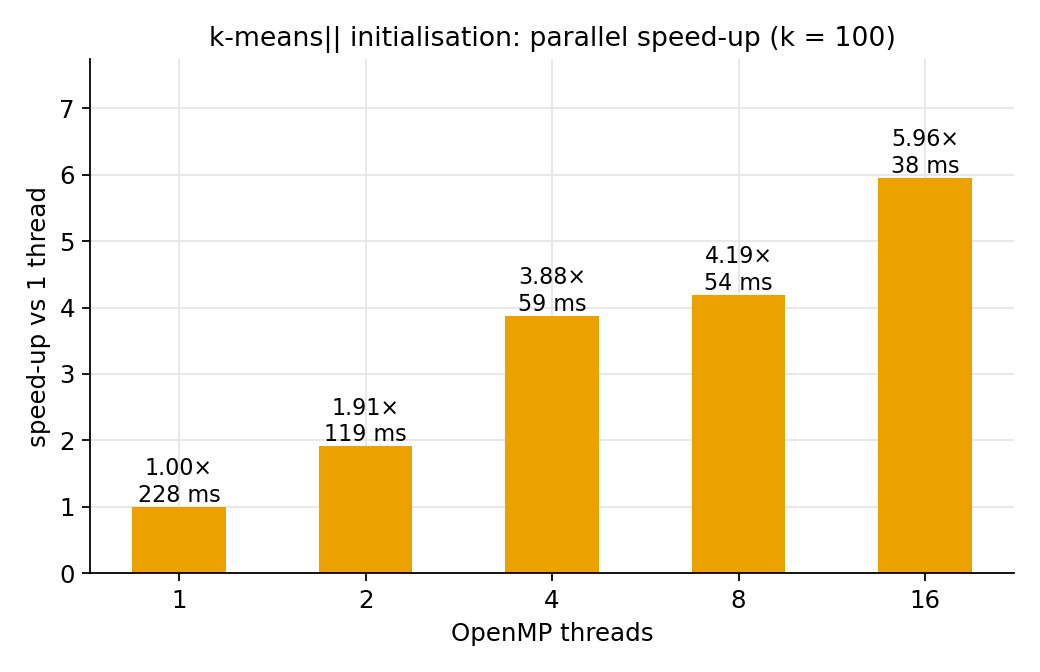 k-means|| initialisation: parallel speed-up (k = 100)
speed-up vs 1 thread
7
6
5
4
3
2
1
0
1.00×
228 ms
1.91×
119 ms
3.88×
59 ms
4.19×
54 ms
5.96×
38 ms
1
2
4
8
16
OpenMP threads